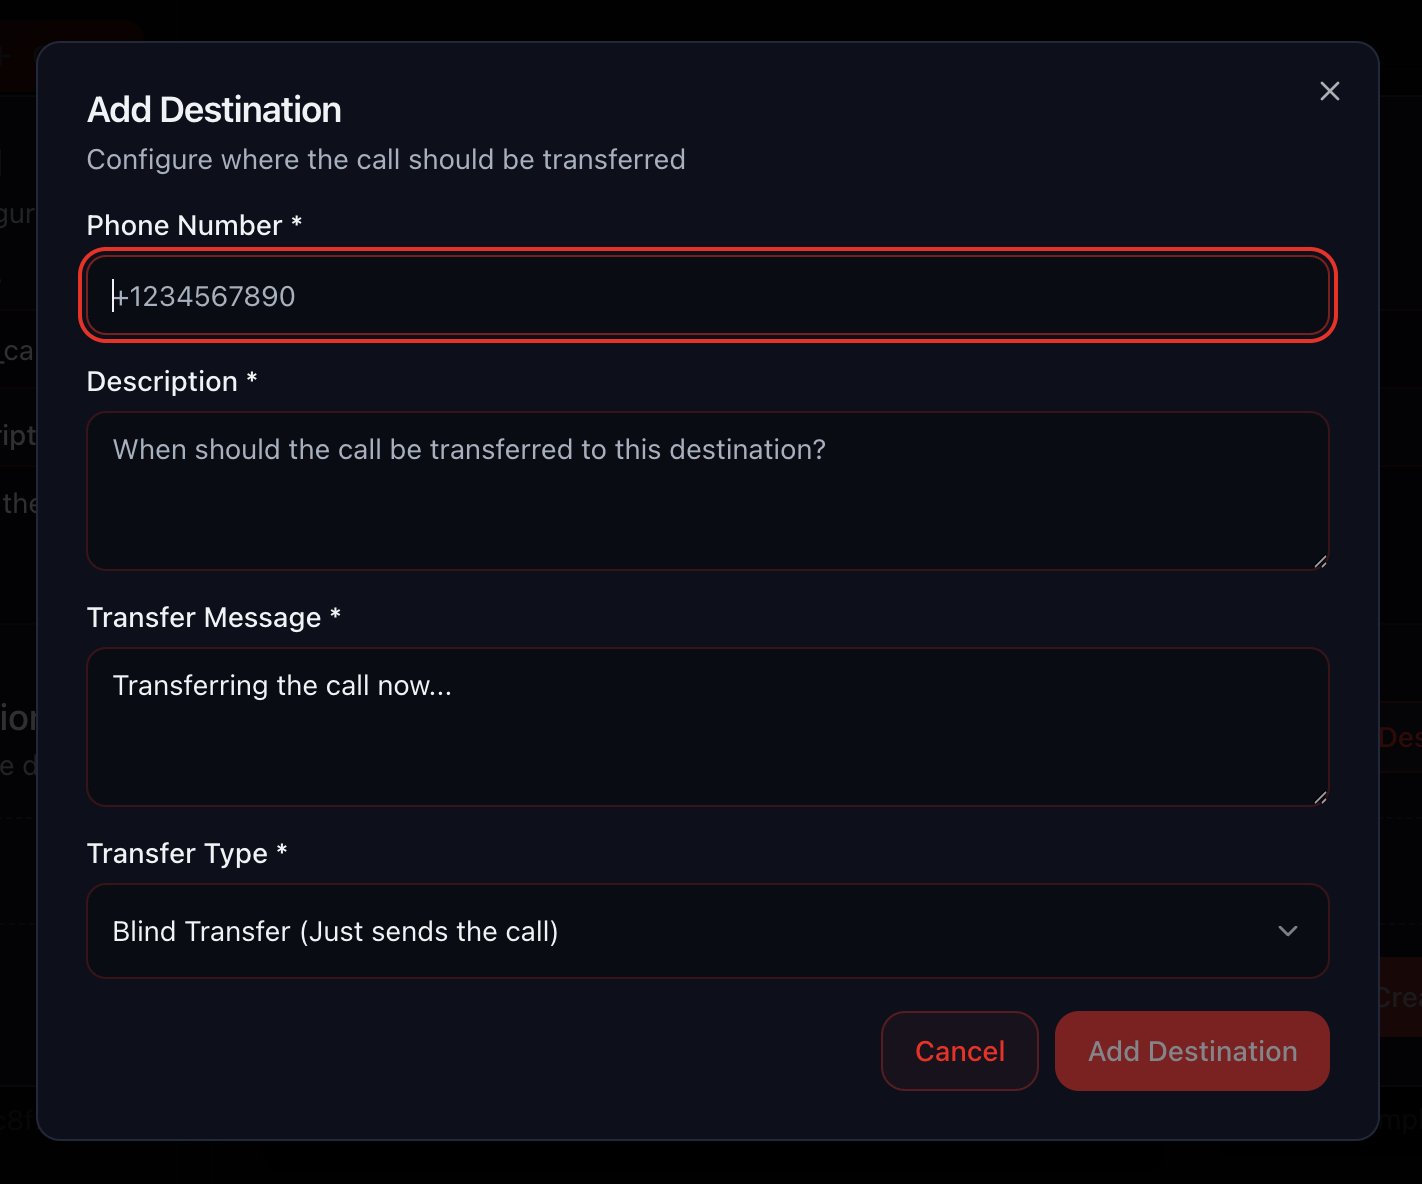 Add Destination
Configure where the call should be transferred
Phone Number *
+1234567890
Description *
When should the call be transferred to this destination?
Transfer Message *
Transferring the call now...
Transfer Type *
Blind Transfer (Just sends the call)
Cancel
Add Destination